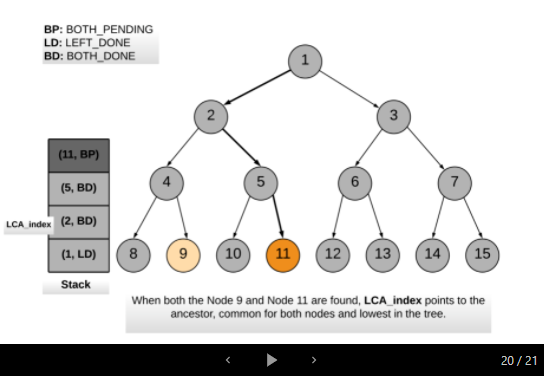 BP: BOTH_PENDING
LD: LEFT_DONE
BD: BOTH_DONE
1
2
3
(11, BP)
4
5
6
7
(5, BD)
LCA_index
(2, BD)
(1, LD)
8
9
10
11
12
13
14
15
Stack
When both the Node 9 and Node 11 are found, LCA_index points to the
ancestor, common for both nodes and lowest in the tree.
20 / 21